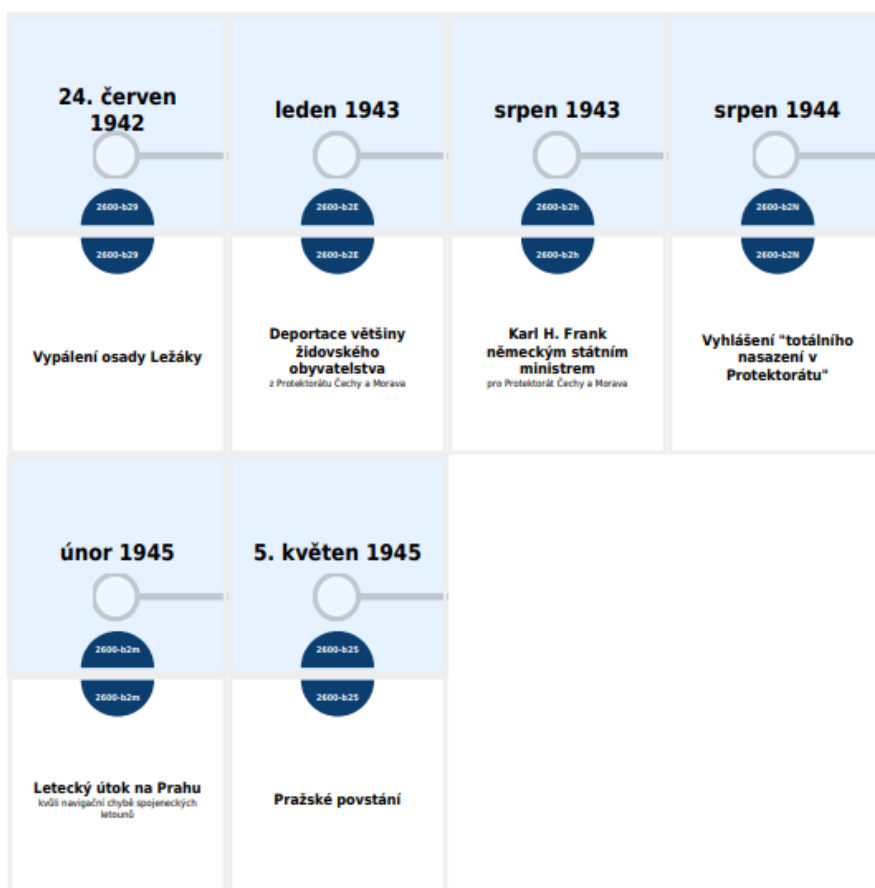 24. červen
1942
leden 1943
srpen 1943
srpen 1944
2600-b29
2600-b2E
2600-b2h
2600-b2N
2600-b29
2600-b2E
2600-b2h
2600-b2N
Vypálení osady Ležáky
Deportace většiny
židovského
obyvatelstva
z Protektorátu Čechy a Morava
Karl H. Frank
německým státním
ministrem
pro Protektorát Čechy a Morava
Vyhlášení "totálního
nasazení v
Protektorátu"
únor 1945
5. květen 1945
2600-b2m
2600-b25
2600-b2m
2600-b25
Letecký útok na Prahu
kvůli navigační chybě spojeneckých
letounů
Pražské povstání